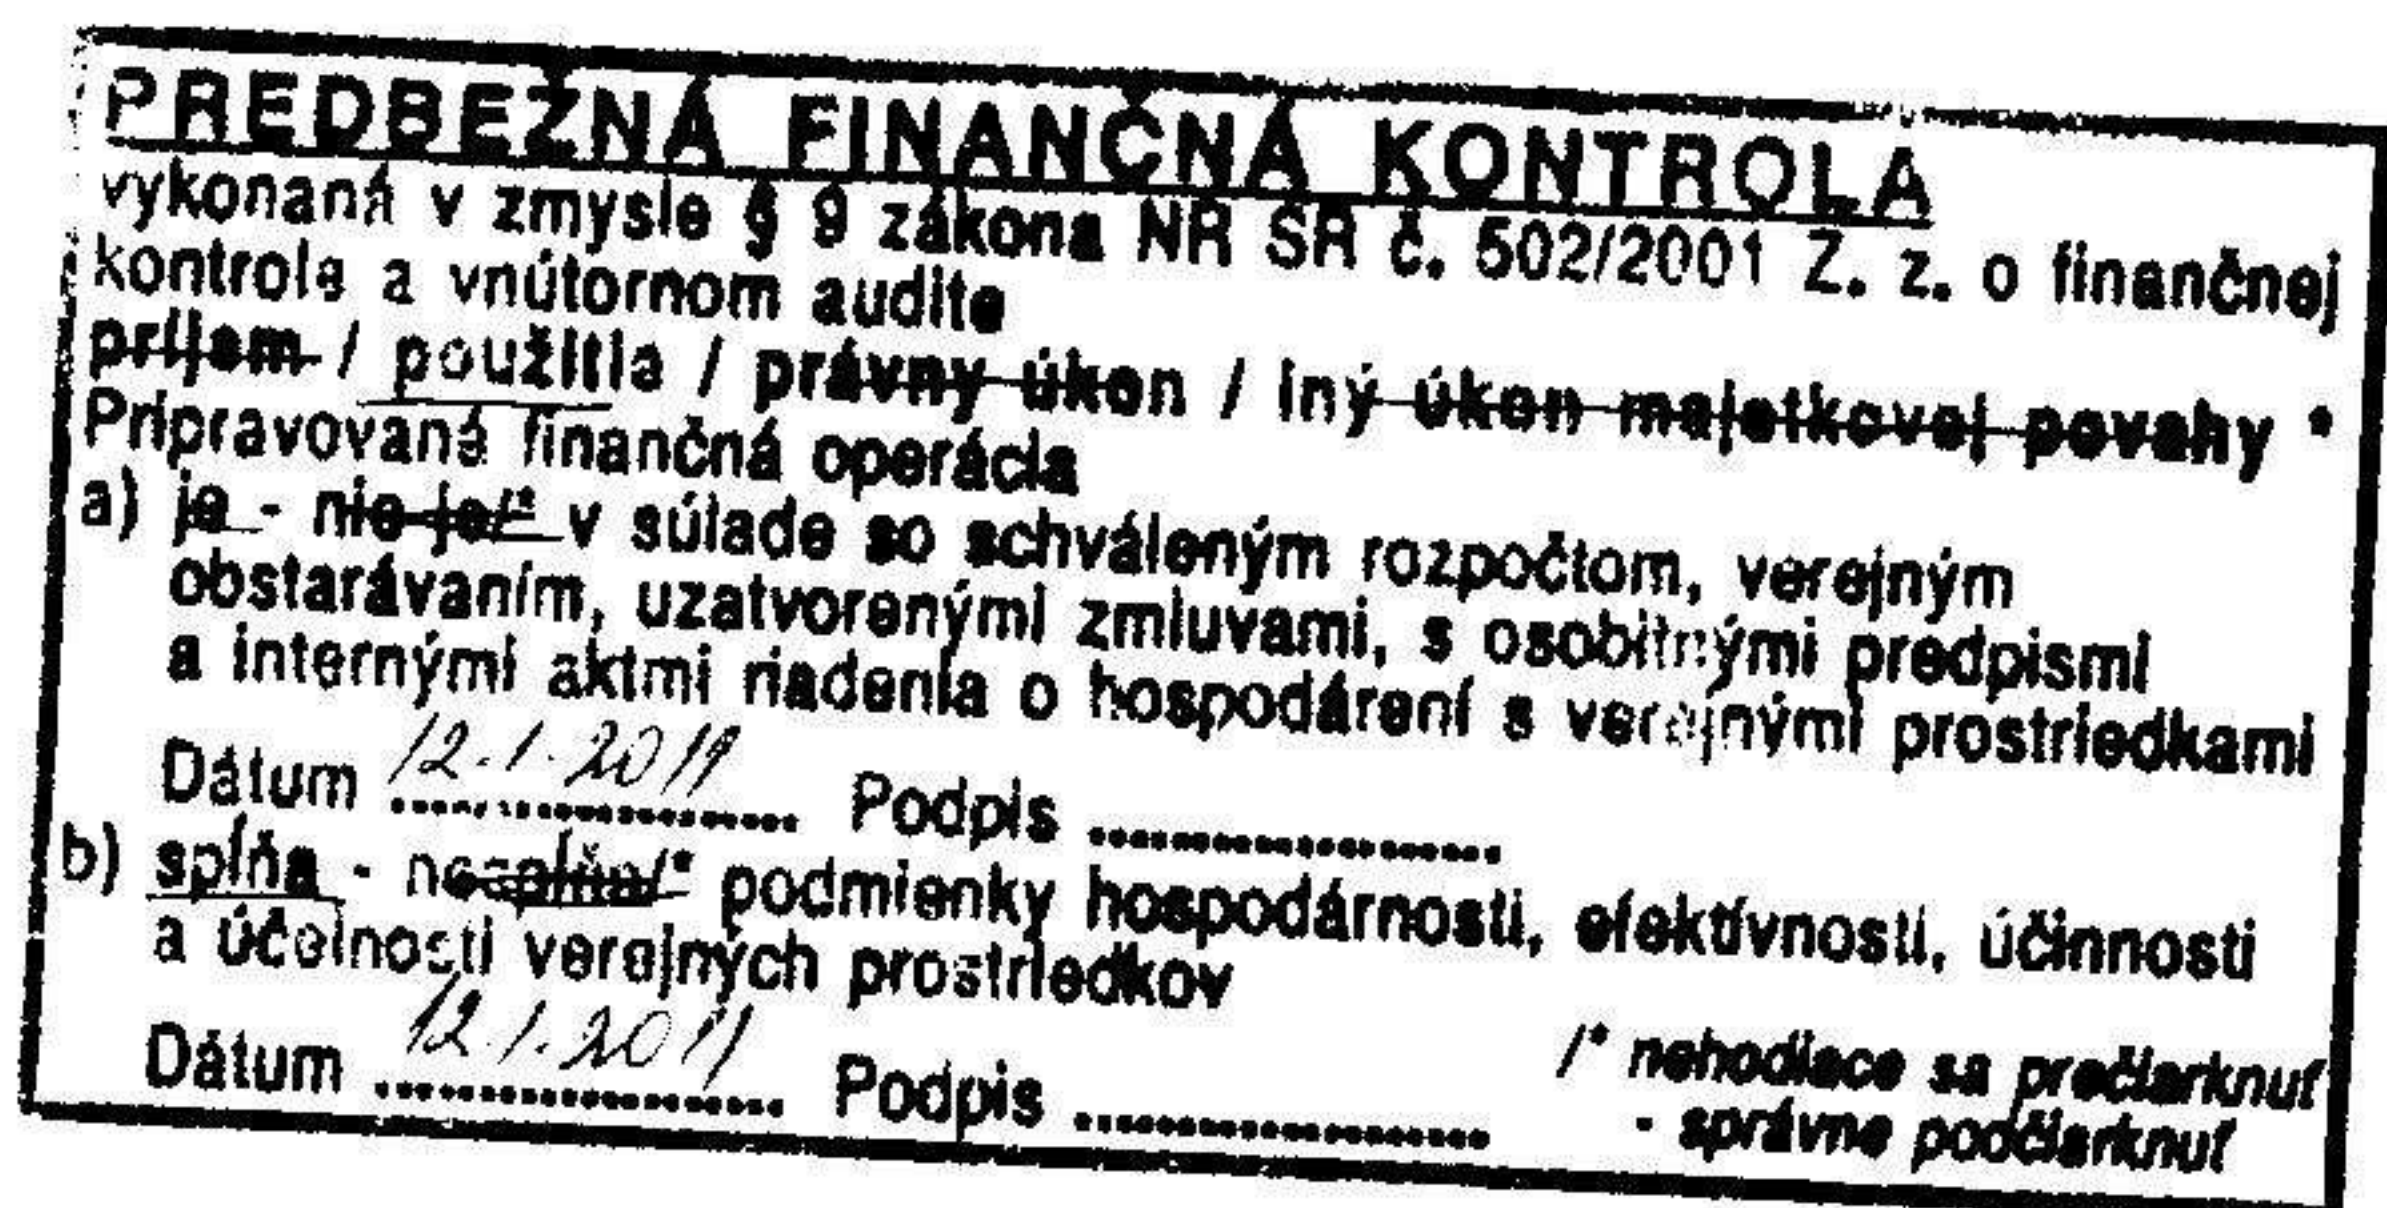 PREDBEŽNÁ FINANČNÁ KONTROLA
vykonaná v zmysle § 9 zákona NR SR č. 502/2001 Z. z. o finančnej
kontrole a vnútornom audite
príjem / použitie / právny úkon / iný úkon majetkovej povahy *
Pripravovaná finančná operácia
a) je - nie je/* v súlade so schváleným rozpočtom, verejným
obstarávaním, uzatvorenými zmluvami, s osobitnými predpismi
a internými aktmi riadenia o hospodárení s verejnými prostriedkami
Dátum 12.1.2011 Podpis ....................
b) spĺňa - nespĺňa/* podmienky hospodárnosti, efektívnosti, účinnosti
a účelnosti verejných prostriedkov
Dátum 12.1.2011 Podpis ....................
/* nehodiace sa prečiarknuť
- správne podčiarknuť